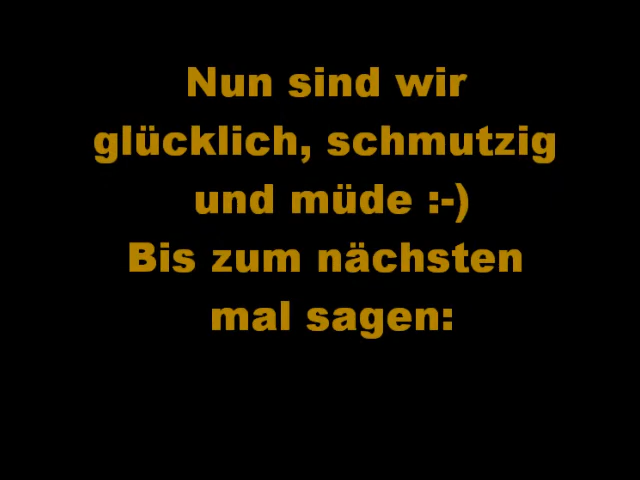 Nun sind wir
glücklich, schmutzig
und müde :-)
Bis zum nächsten
mal sagen: